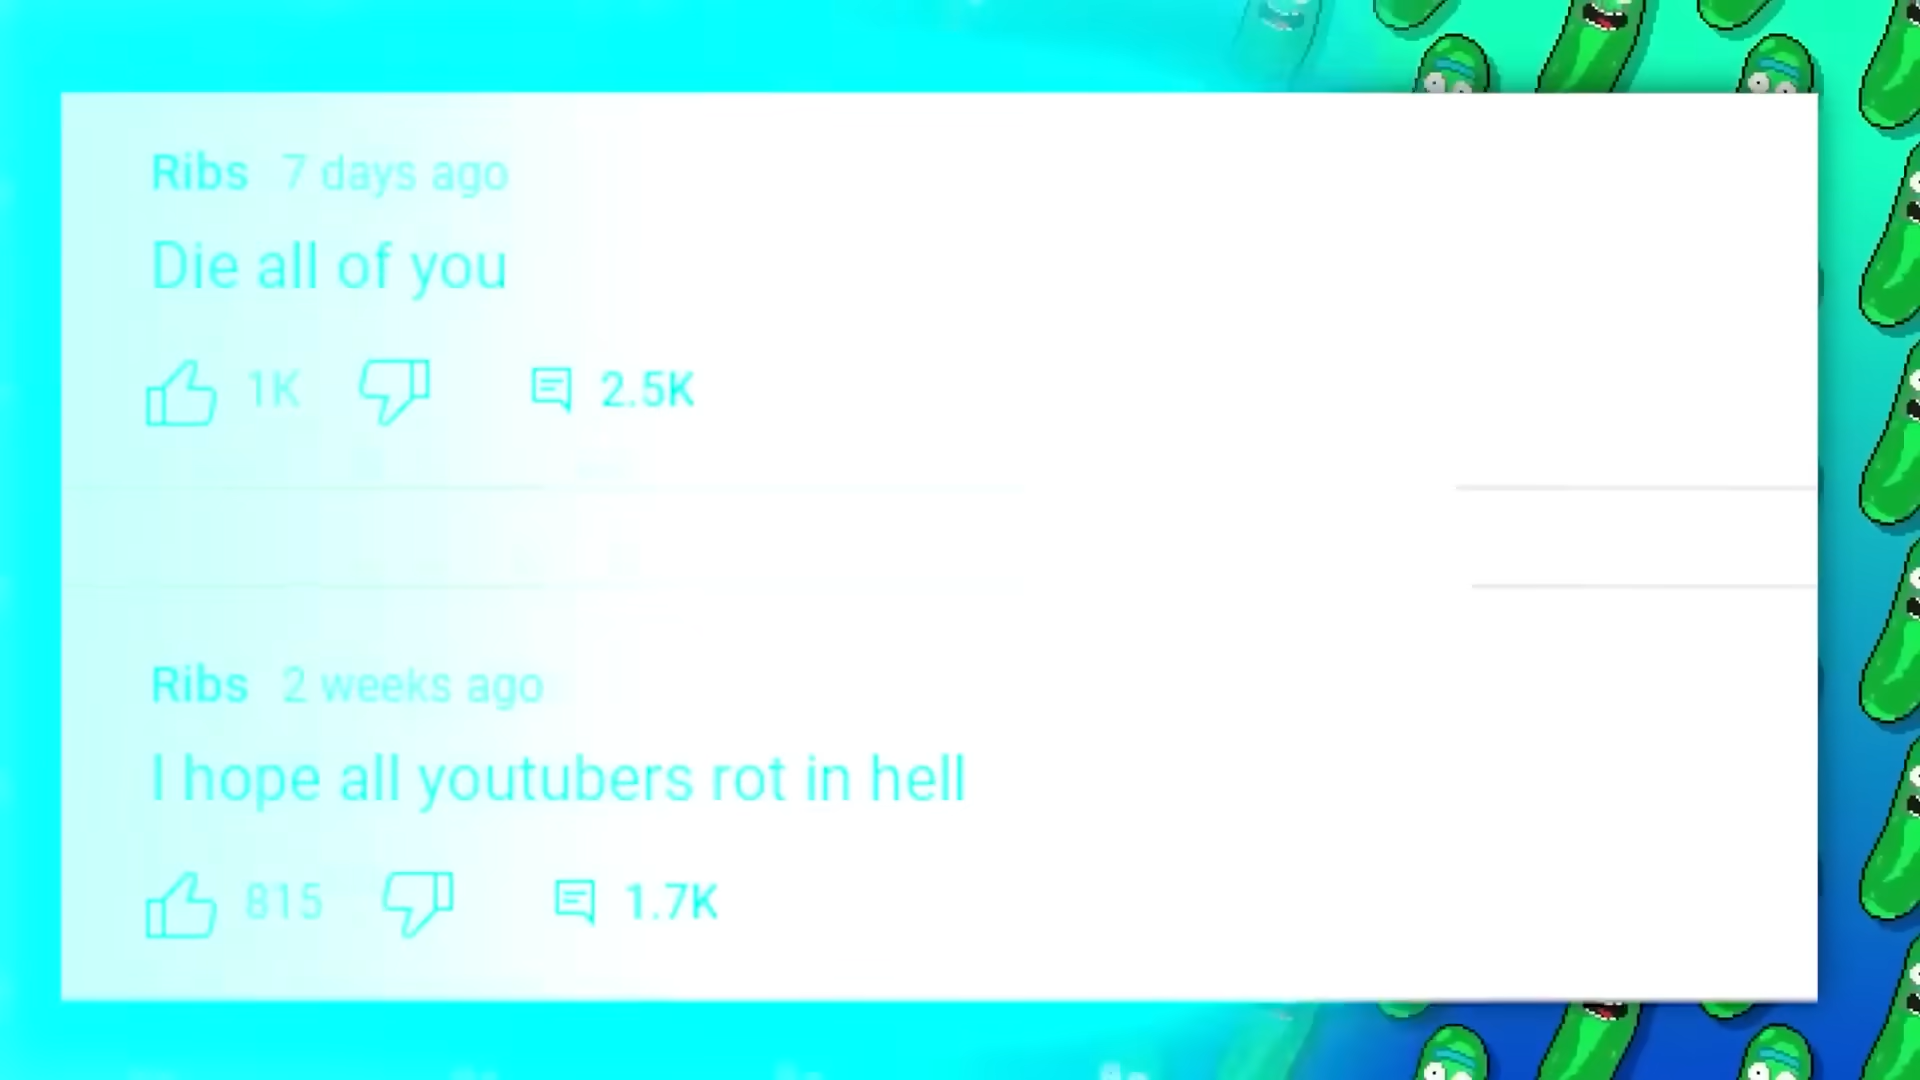 Ribs 7 days ago
Die all of you
1K 2.5K
Ribs 2 weeks ago
I hope all youtubers rot in hell
815 1.7K